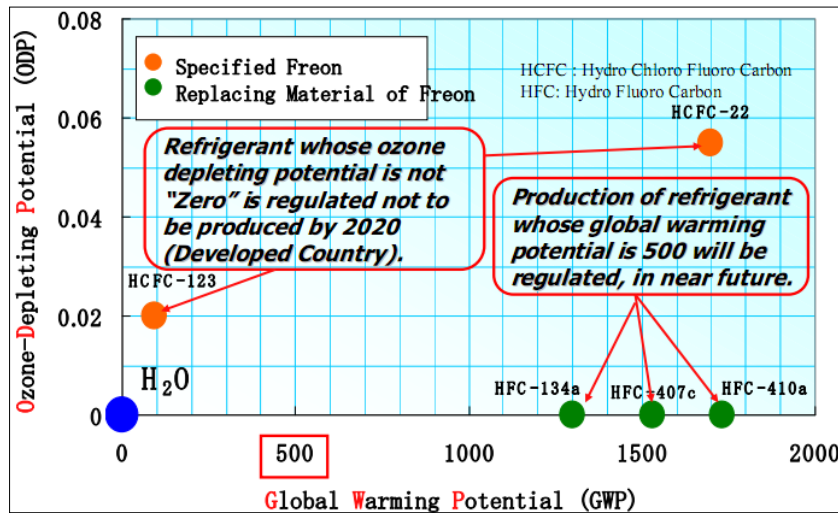 Ozone-Depleting Potential (ODP)
0.08
0.06
0.04
0.02
0
Specified Freon
Replacing Material of Freon
HCFC : Hydro Chloro Fluoro Carbon
HFC: Hydro Fluoro Carbon
HCFC-22
Refrigerant whose ozone
depleting potential is not
“Zero” is regulated not to
be produced by 2020
(Developed Country).
Production of refrigerant
whose global warming
potential is 500 will be
regulated, in near future.
HCFC-123
H₂O
HFC-134a
HFC-407c
HFC-410a
0
500
1000
1500
2000
Global Warming Potential (GWP)